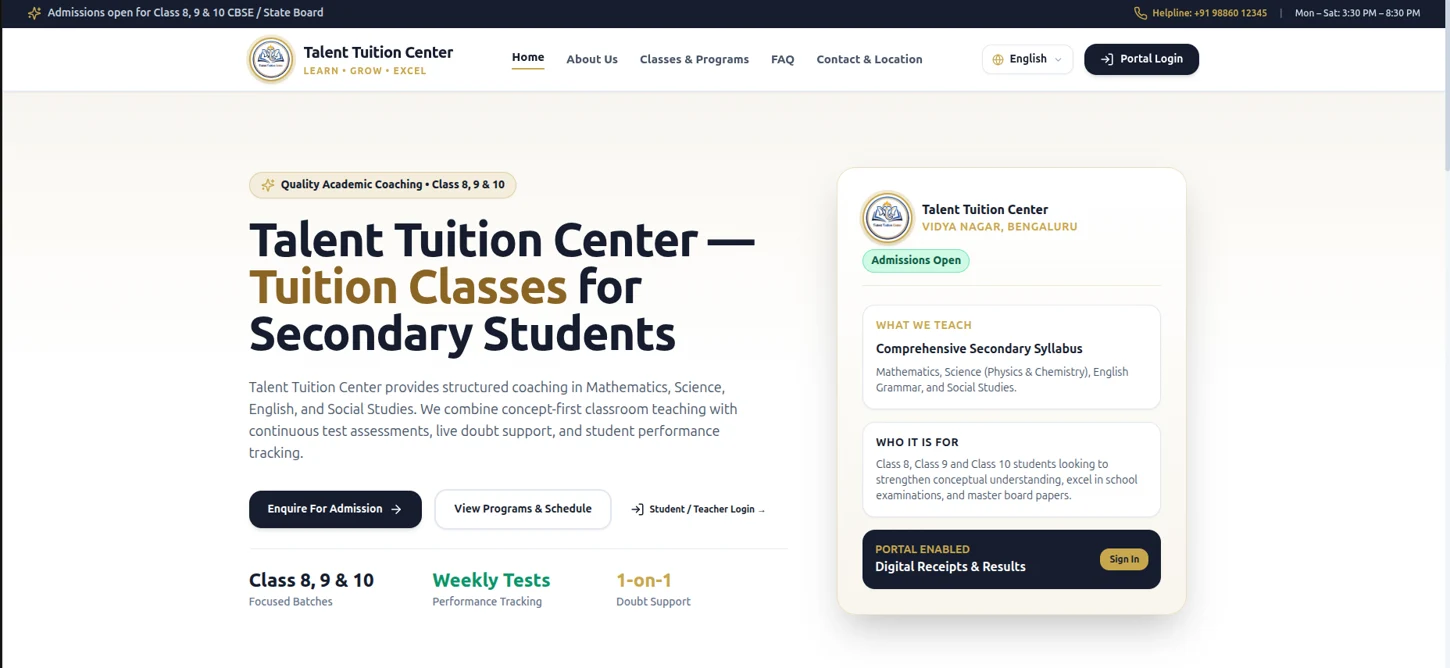 Admissions open for Class 8, 9 & 10 CBSE / State Board
Helpline: +91 98860 12345 | Mon – Sat: 3:30 PM – 8:30 PM
Talent Tuition Center
LEARN • GROW • EXCEL
Home
About Us
Classes & Programs
FAQ
Contact & Location
English
Portal Login
Quality Academic Coaching • Class 8, 9 & 10
Talent Tuition Center —
Tuition Classes for
Secondary Students
Talent Tuition Center provides structured coaching in Mathematics, Science,
English, and Social Studies. We combine concept-first classroom teaching with
continuous test assessments, live doubt support, and student performance
tracking.
Enquire For Admission →
View Programs & Schedule
Student / Teacher Login →
Class 8, 9 & 10
Focused Batches
Weekly Tests
Performance Tracking
1-on-1
Doubt Support
Talent Tuition Center
VIDYA NAGAR, BENGALURU
Admissions Open
WHAT WE TEACH
Comprehensive Secondary Syllabus
Mathematics, Science (Physics & Chemistry), English
Grammar, and Social Studies.
WHO IT IS FOR
Class 8, Class 9 and Class 10 students looking to
strengthen conceptual understanding, excel in school
examinations, and master board papers.
PORTAL ENABLED
Digital Receipts & Results
Sign In